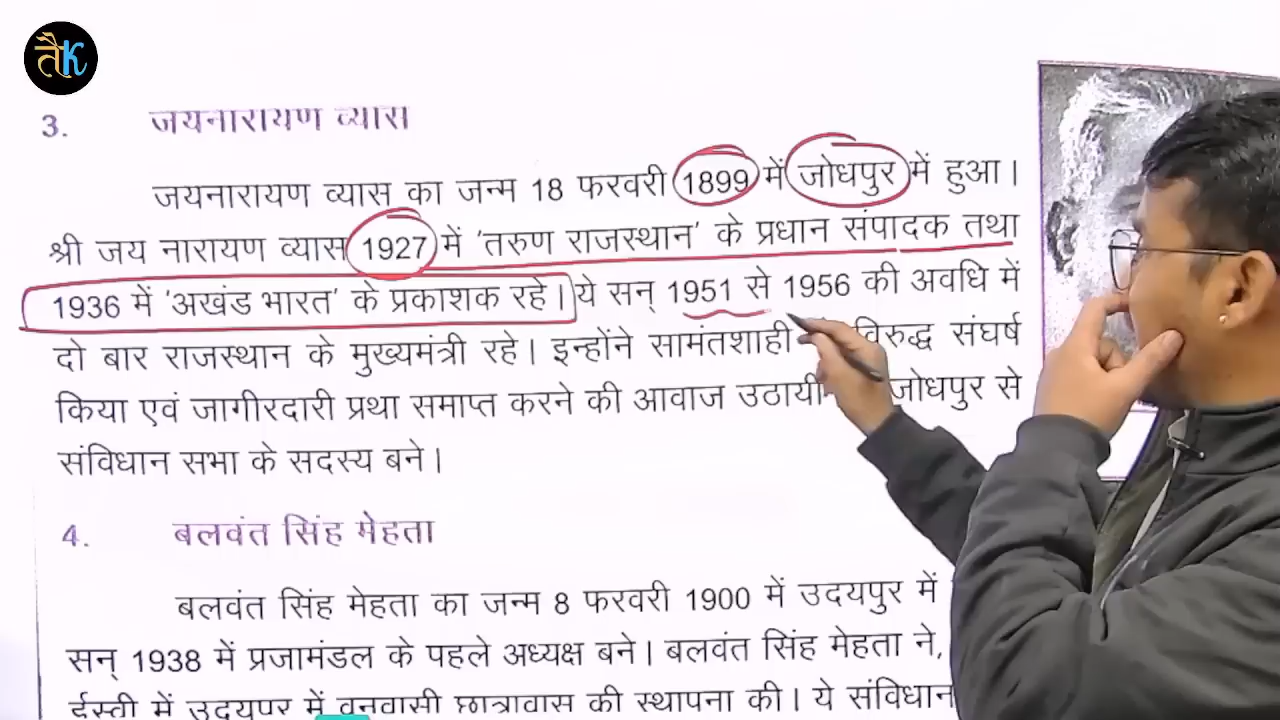 तैK
3. जयनारायण व्यास
जयनारायण व्यास का जन्म 18 फरवरी 1899 में जोधपुर में हुआ।
श्री जय नारायण व्यास 1927 में 'तरुण राजस्थान' के प्रधान संपादक तथा
1936 में 'अखंड भारत' के प्रकाशक रहे। ये सन् 1951 से 1956 की अवधि में
दो बार राजस्थान के मुख्यमंत्री रहे। इन्होंने सामंतशाही विरुद्ध संघर्ष
किया एवं जागीरदारी प्रथा समाप्त करने की आवाज उठायी जोधपुर से
संविधान सभा के सदस्य बने।
4. बलवंत सिंह मेहता
बलवंत सिंह मेहता का जन्म 8 फरवरी 1900 में उदयपुर में
सन् 1938 में प्रजामंडल के पहले अध्यक्ष बने। बलवंत सिंह मेहता ने,
ईस्वी में उदयपुर में वनवासी छात्रावास की स्थापना की। ये संविधान